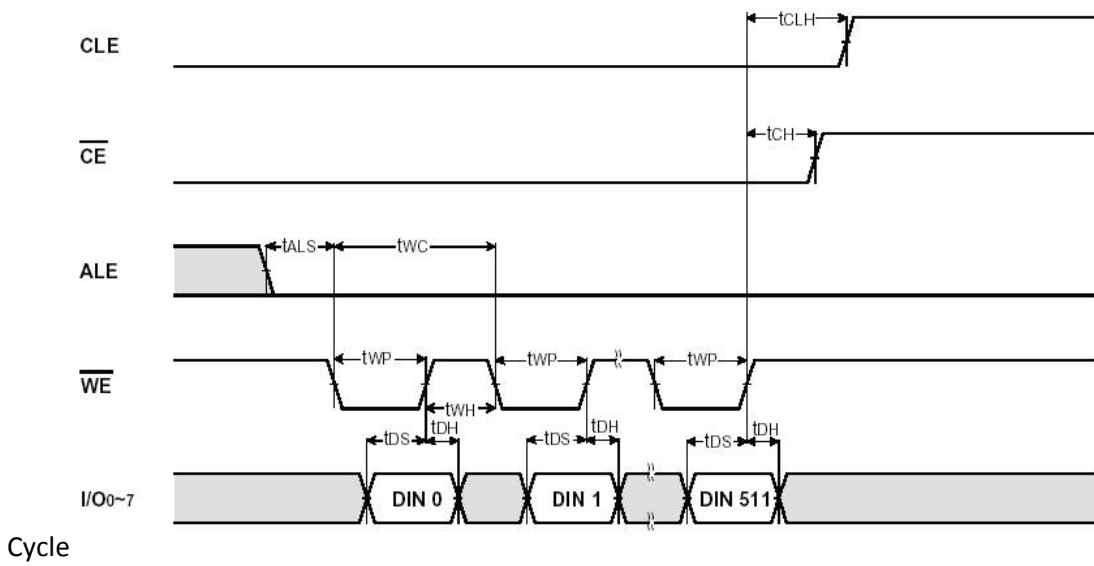 tCLH
CLE
tCH
CE
tALS
tWC
ALE
tWP
tWP
tWP
WE
tWH
tDS
tDH
tDS
tDH
tDS
tDH
I/O0~7
DIN 0
DIN 1
DIN 511
Cycle